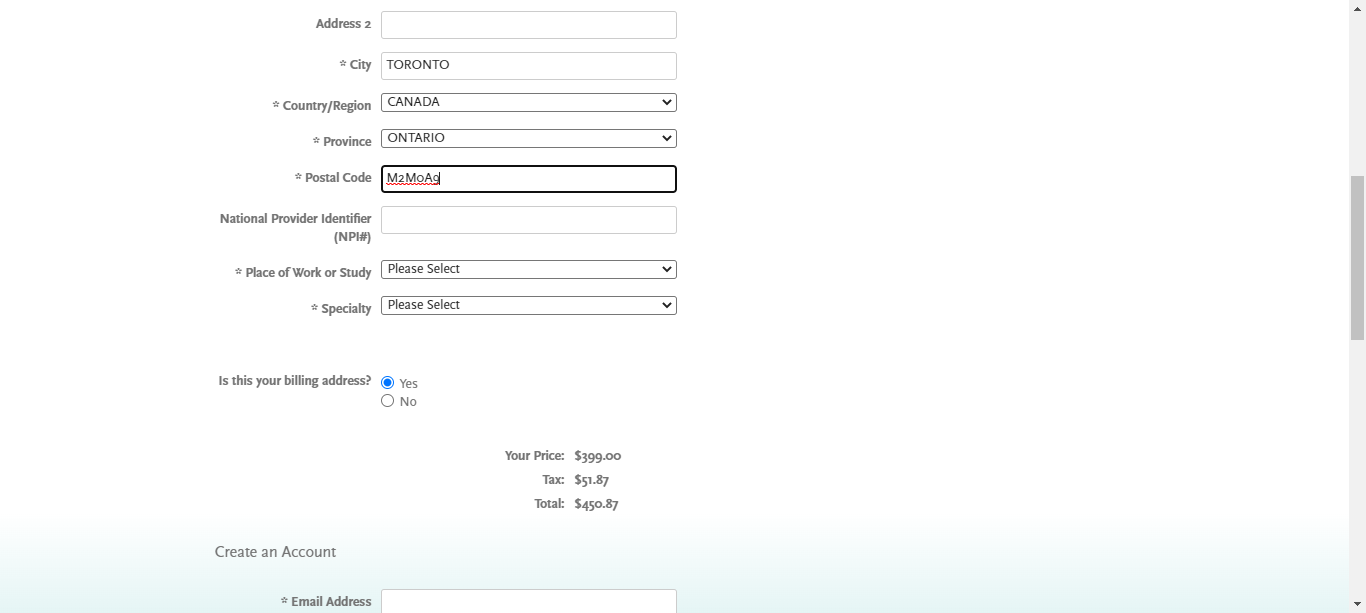 Address 2
* City TORONTO
* Country/Region CANADA
* Province ONTARIO
* Postal Code M2M0A9
National Provider Identifier
(NPI#)
* Place of Work or Study Please Select
* Specialty Please Select
Is this your billing address? Yes
No
Your Price: $399.00
Tax: $51.87
Total: $450.87
Create an Account
* Email Address